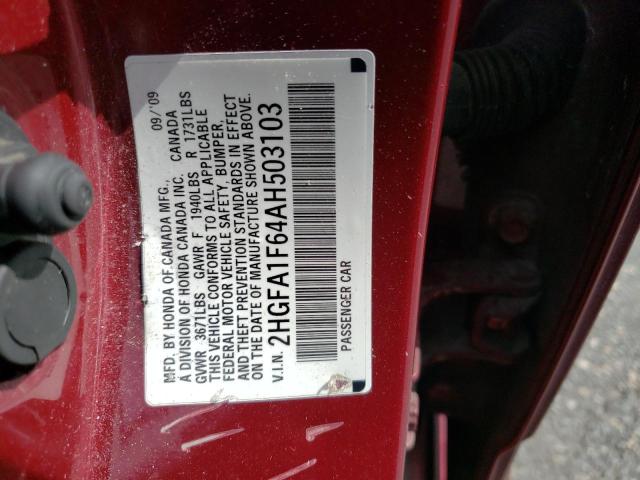 MFD. BY HONDA OF CANADA MFG., 09/'09
A DIVISION OF HONDA CANADA INC. CANADA
GVWR 3671LBS GAWR F 1940LBS R 1731LBS
THIS VEHICLE CONFORMS TO ALL APPLICABLE
FEDERAL MOTOR VEHICLE SAFETY, BUMPER,
AND THEFT PREVENTION STANDARDS IN EFFECT
ON THE DATE OF MANUFACTURE SHOWN ABOVE.
V.I.N. 2HGFA1F64AH503103
PASSENGER CAR